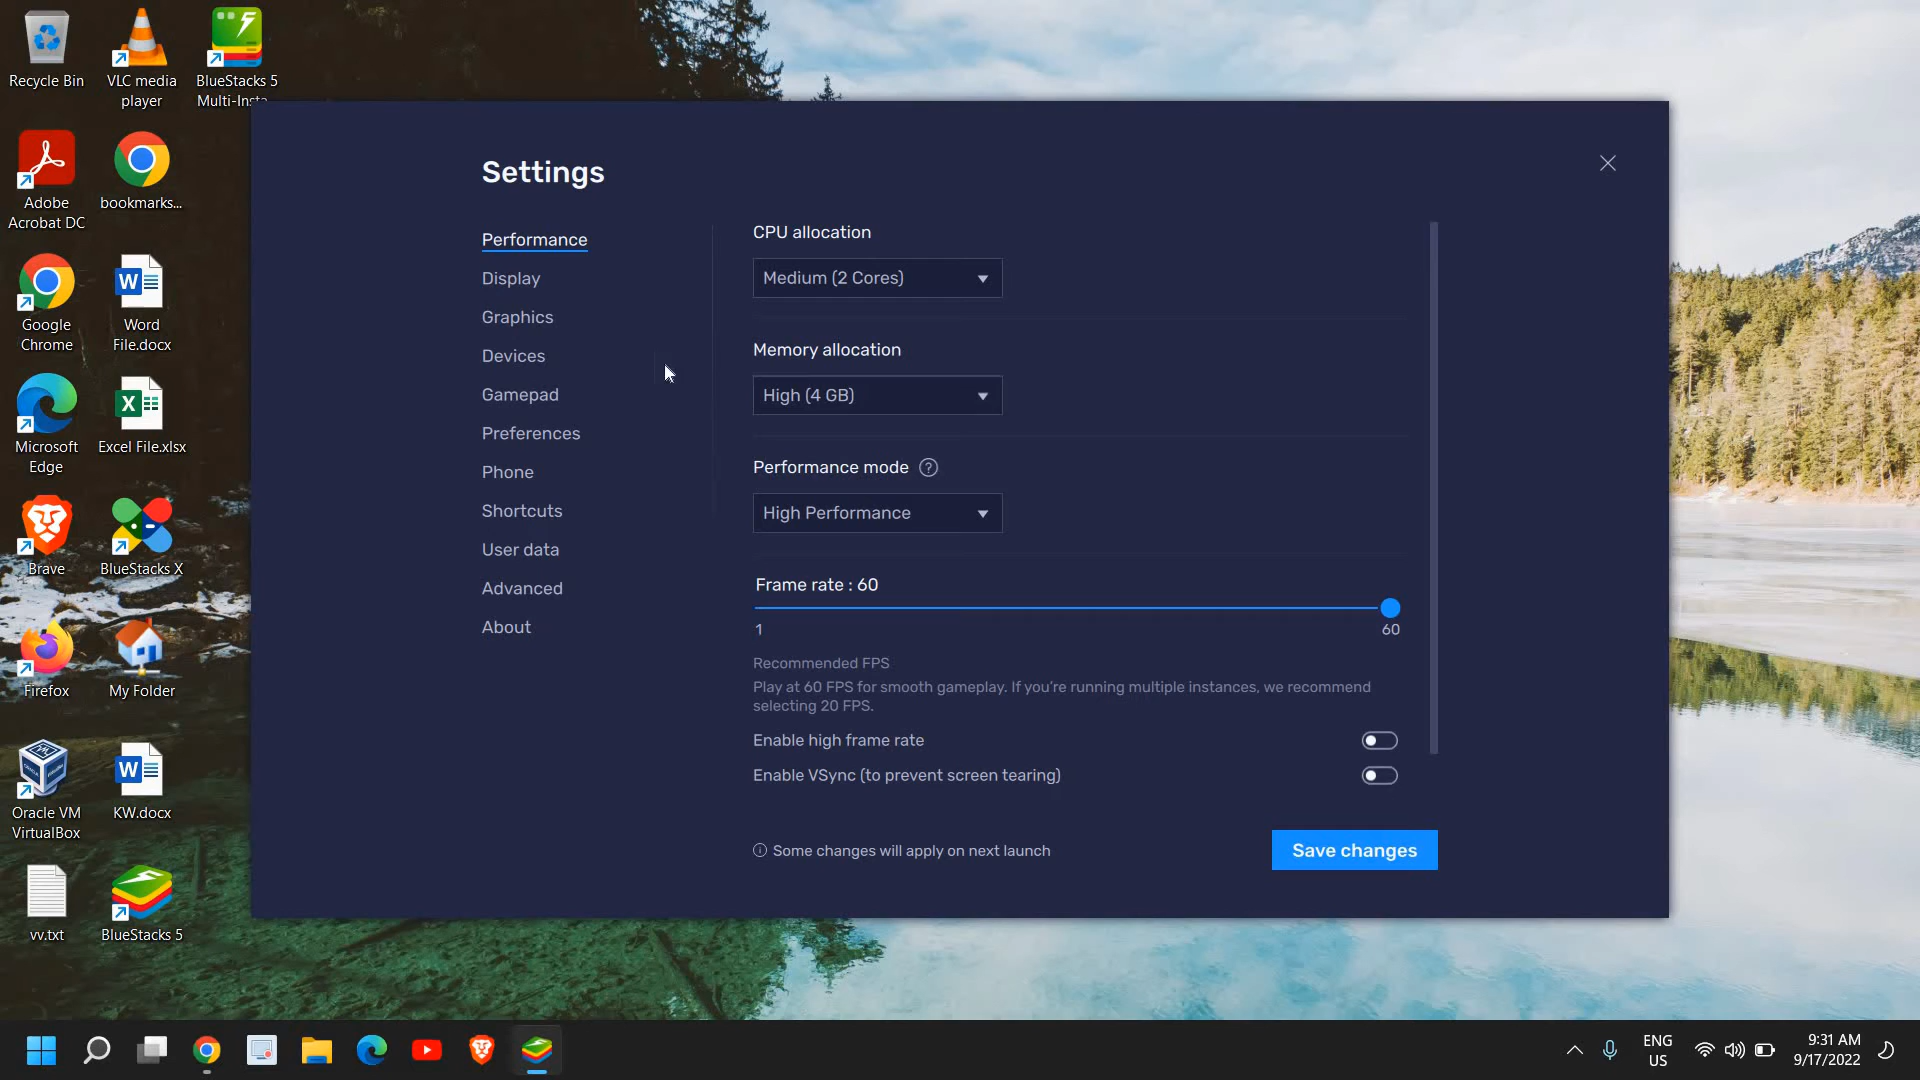 Recycle Bin
VLC media
player
BlueStacks 5
Multi-Insta...
Adobe
Acrobat DC
bookmarks...
Google
Chrome
Word
File.docx
Microsoft
Edge
Excel File.xlsx
Brave
BlueStacks X
Firefox
My Folder
Oracle VM
VirtualBox
KW.docx
vv.txt
BlueStacks 5
Settings
Performance
Display
Graphics
Devices
Gamepad
Preferences
Phone
Shortcuts
User data
Advanced
About
CPU allocation
Medium (2 Cores)
Memory allocation
High (4 GB)
Performance mode ?
High Performance
Frame rate : 60
1
60
Recommended FPS
Play at 60 FPS for smooth gameplay. If you're running multiple instances, we recommend
selecting 20 FPS.
Enable high frame rate
Enable VSync (to prevent screen tearing)
Some changes will apply on next launch
Save changes
ENG
US
9:31 AM
9/17/2022